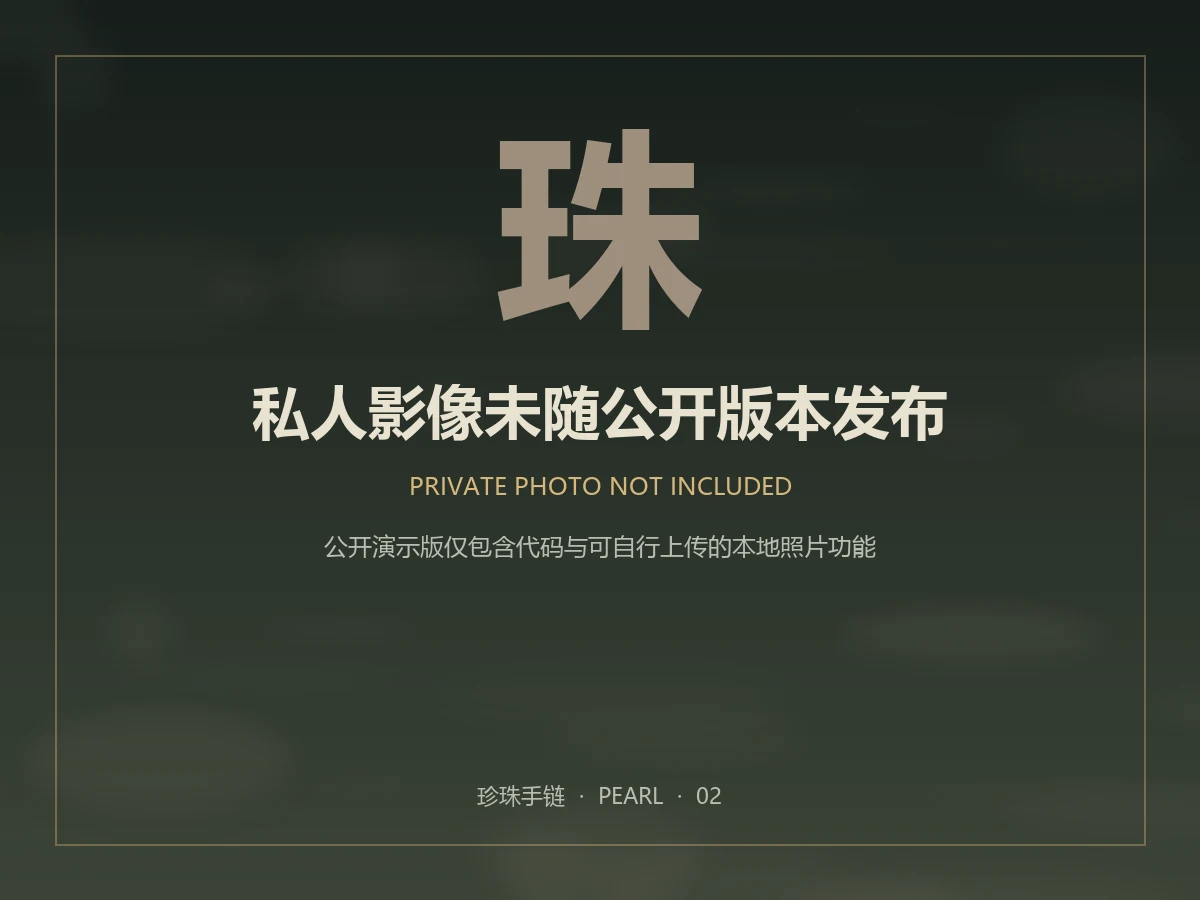 珠
私人影像未随公开版本发布
PRIVATE PHOTO NOT INCLUDED
公开演示版仅包含代码与可自行上传的本地照片功能
珍珠手链 · PEARL · 02